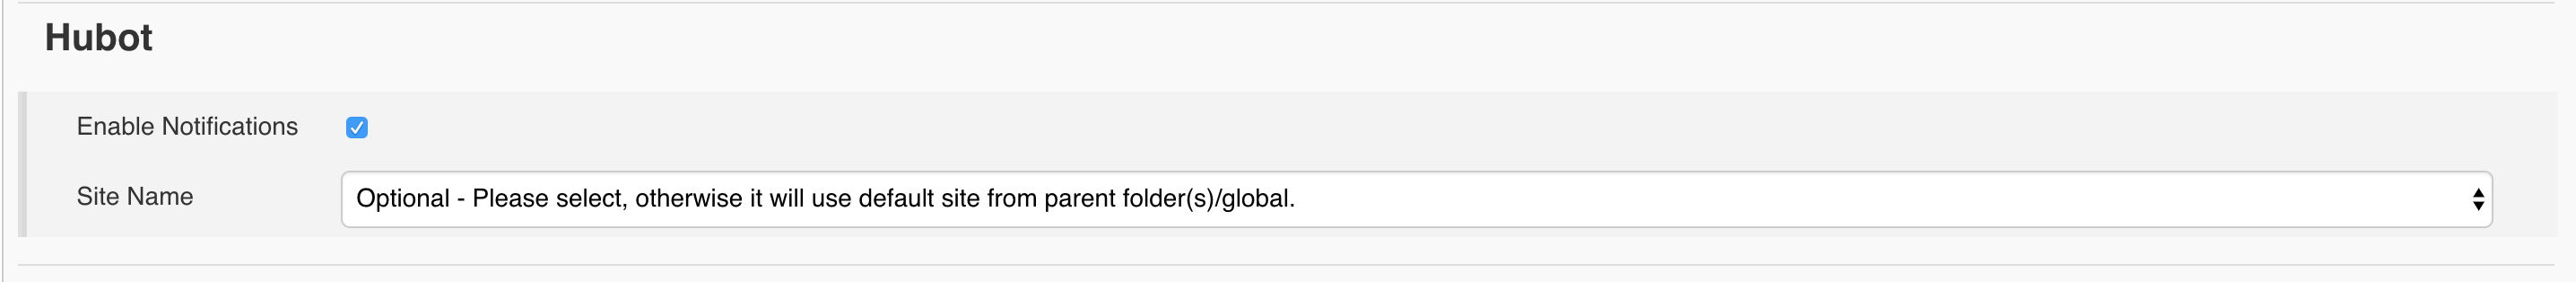 Hubot
Enable Notifications
Site Name
Optional - Please select, otherwise it will use default site from parent folder(s)/global.